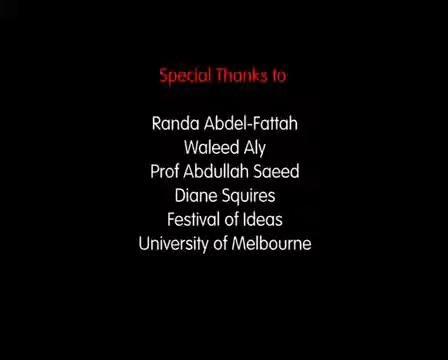 Special Thanks to
Randa Abdel-Fattah
Waleed Aly
Prof Abdullah Saeed
Diane Squires
Festival of Ideas
University of Melbourne